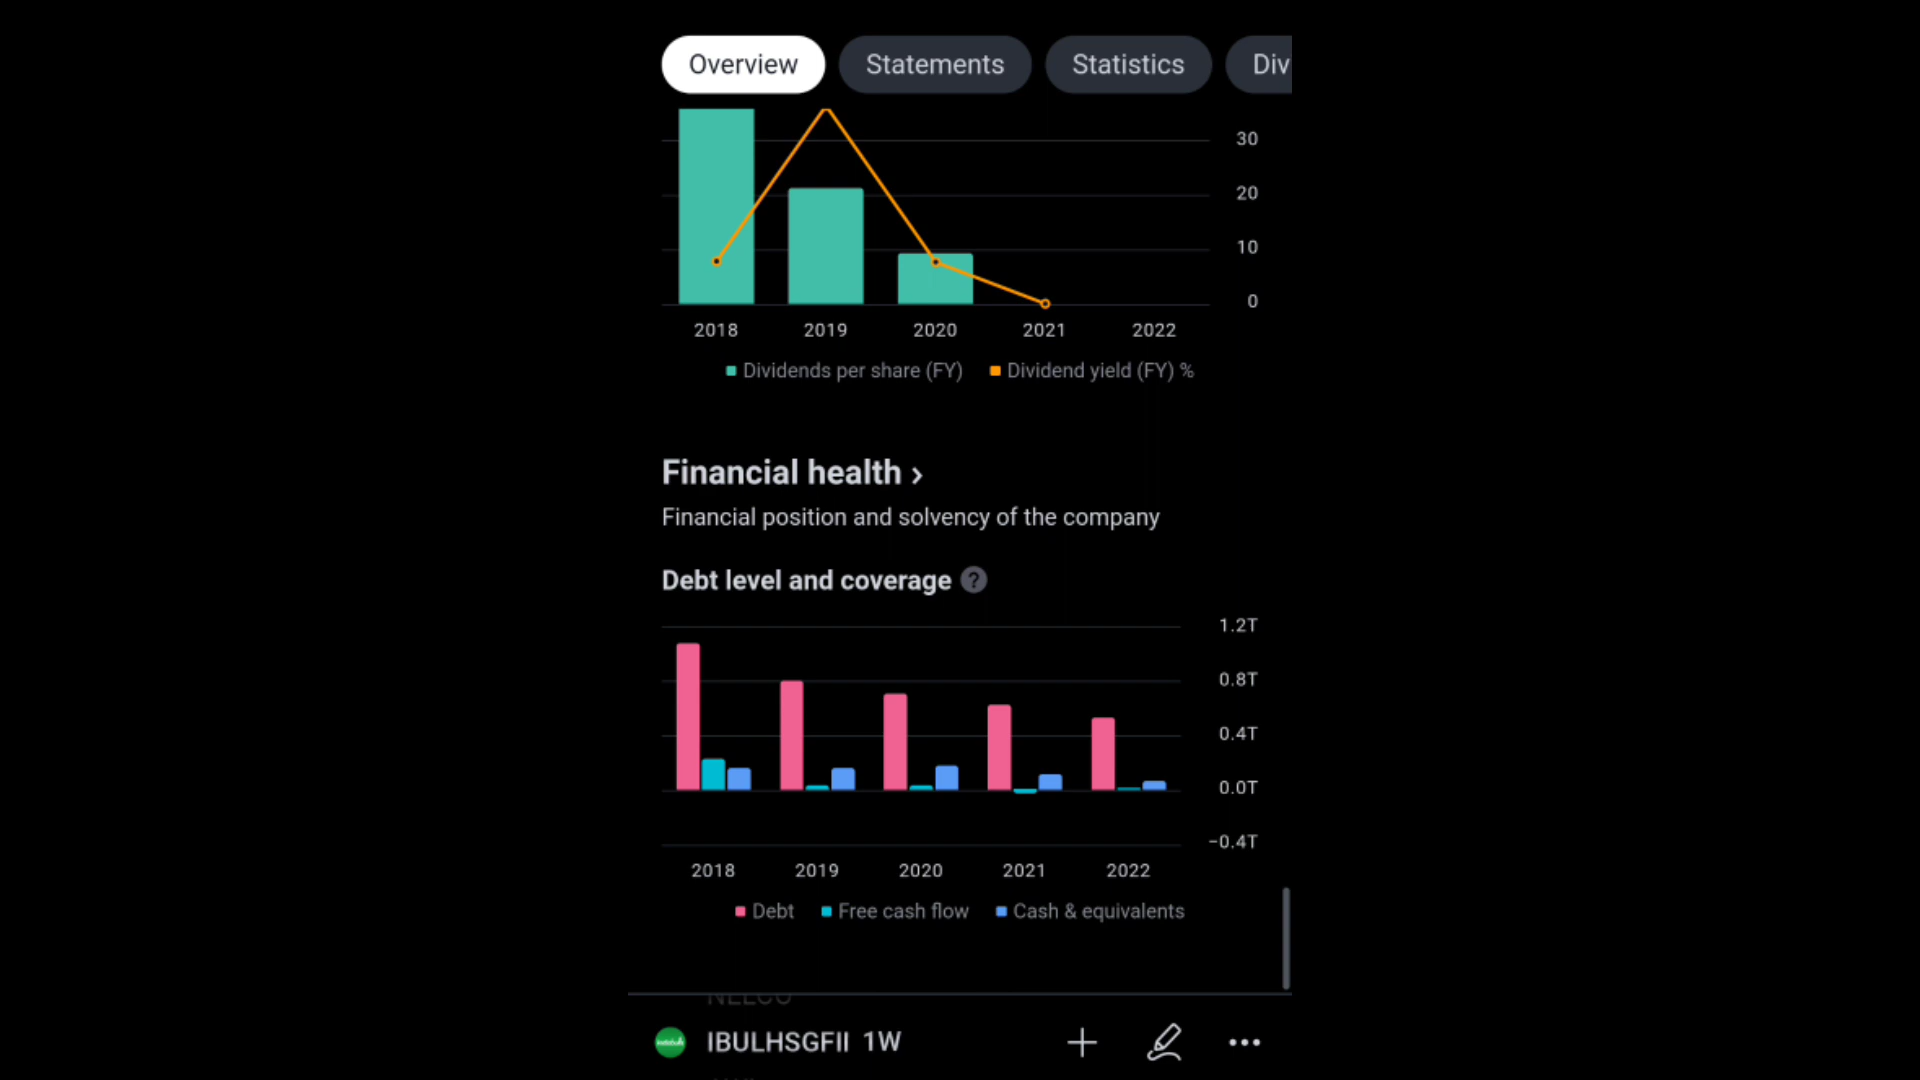 Overview Statements Statistics Div
30
20
10
0
2018 2019 2020 2021 2022
Dividends per share (FY) Dividend yield (FY) %
Financial health ›
Financial position and solvency of the company
Debt level and coverage ?
1.2T
0.8T
0.4T
0.0T
−0.4T
2018 2019 2020 2021 2022
Debt Free cash flow Cash & equivalents
NELCO
IBULHSGFII 1W